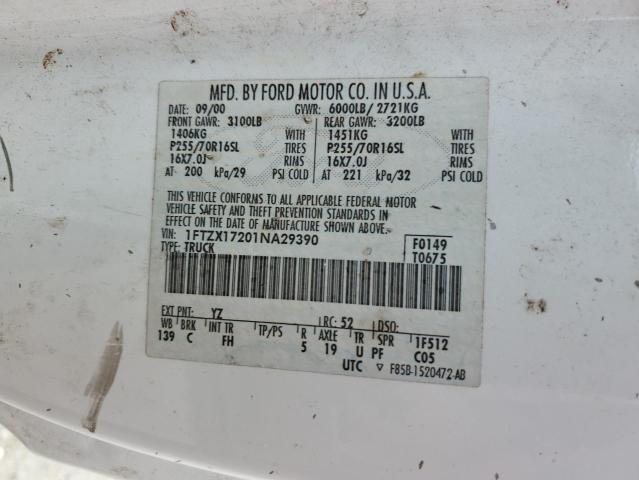 MFD. BY FORD MOTOR CO. IN U.S.A.
DATE: 09/00 GVWR: 6000LB/ 2721KG
FRONT GAWR: 3100LB REAR GAWR: 3200LB
1406KG WITH 1451KG WITH
P255/70R16SL TIRES P255/70R16SL TIRES
16X7.0J RIMS 16X7.0J RIMS
AT 200 kPa/29 PSI COLD AT 221 kPa/32 PSI COLD
THIS VEHICLE CONFORMS TO ALL APPLICABLE FEDERAL MOTOR
VEHICLE SAFETY AND THEFT PREVENTION STANDARDS IN
EFFECT ON THE DATE OF MANUFACTURE SHOWN ABOVE.
VIN: 1FTZX17201NA29390 F0149
TYPE: TRUCK T0675
EXT PNT: YZ RC: 52 DSO:
WB BRK INT TR TP/PS R AXLE TR SPR 1F512
139 C FH 5 19 U PF C05
UTC ▽ F85B-1520472-AB